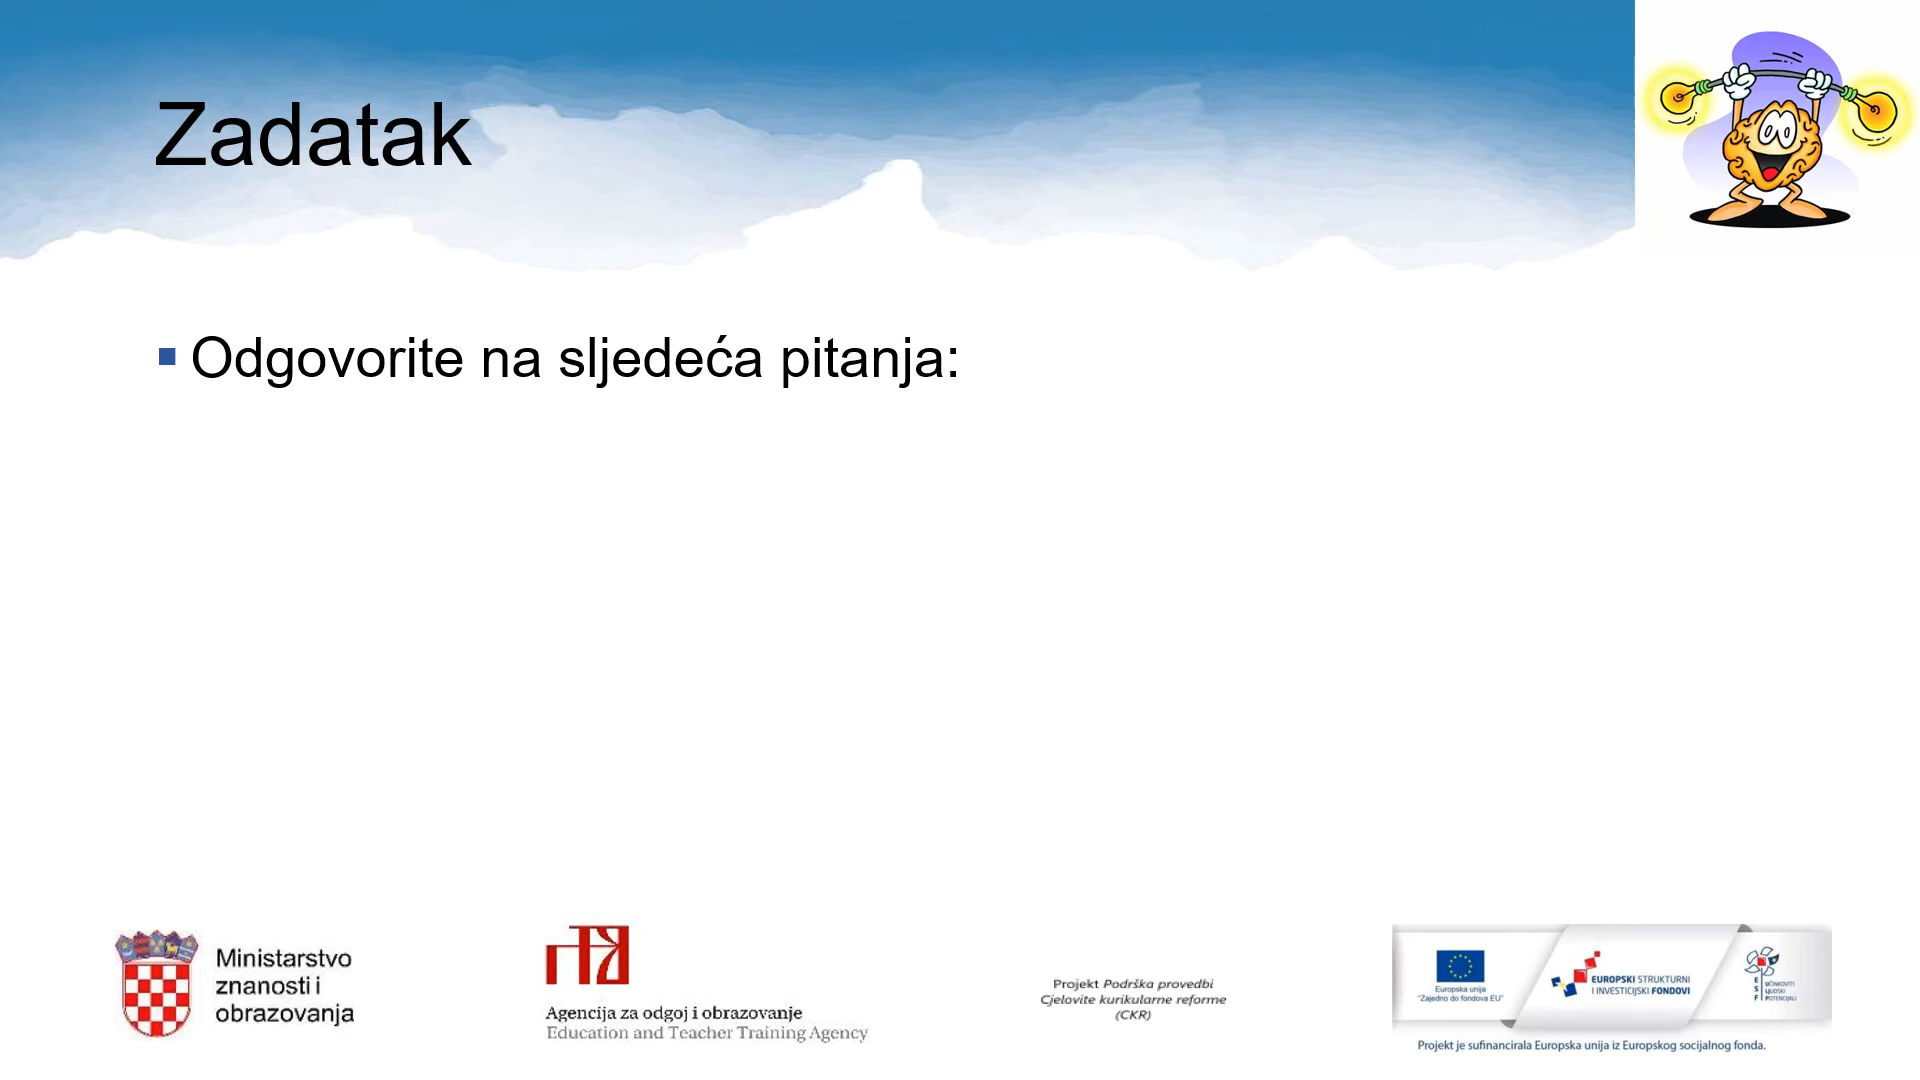 Zadatak
Odgovorite na sljedeća pitanja:
Ministarstvo
znanosti i
obrazovanja
Agencija za odgoj i obrazovanje
Education and Teacher Training Agency
Projekt Podrška provedbi
Cjelovite kurikularne reforme
(CKR)
Europska unija
"Zajedno do fondova EU"
EUROPSKI STRUKTURNI
I INVESTICIJSKI FONDOVI
ESF
UČINKOVITI
LJUDSKI
POTENCIJALI
Projekt je sufinancirala Europska unija iz Europskog socijalnog fonda.